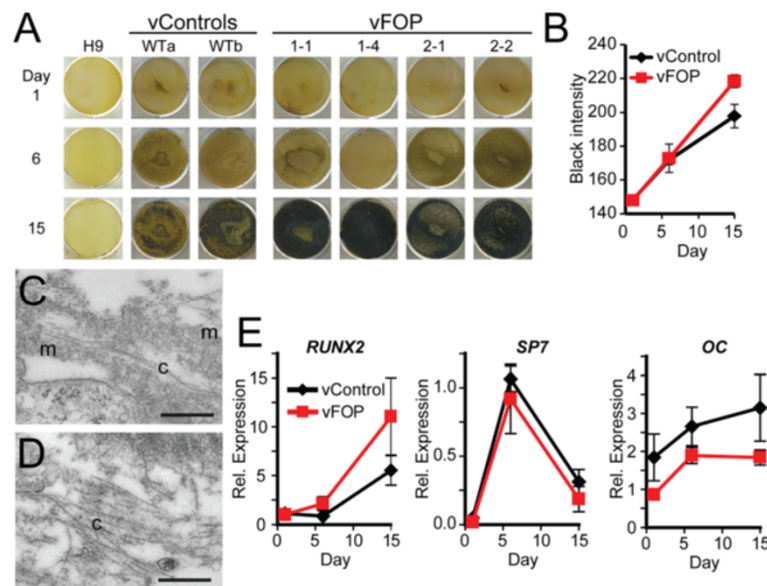 A
vControls
vFOP
H9
WTa
WTb
1-1
1-4
2-1
2-2
Day
1
6
15
B
Black intensity
240
220
200
180
160
140
vControl
vFOP
0
5
10
15
Day
C
m
m
c
D
c
E
RUNX2
Rel. Expression
15
10
5
0
vControl
vFOP
0
5
10
15
Day
SP7
Rel. Expression
1.0
0.5
0.0
0
5
10
15
Day
OC
Rel. Expression
4
3
2
1
0
0
5
10
15
Day